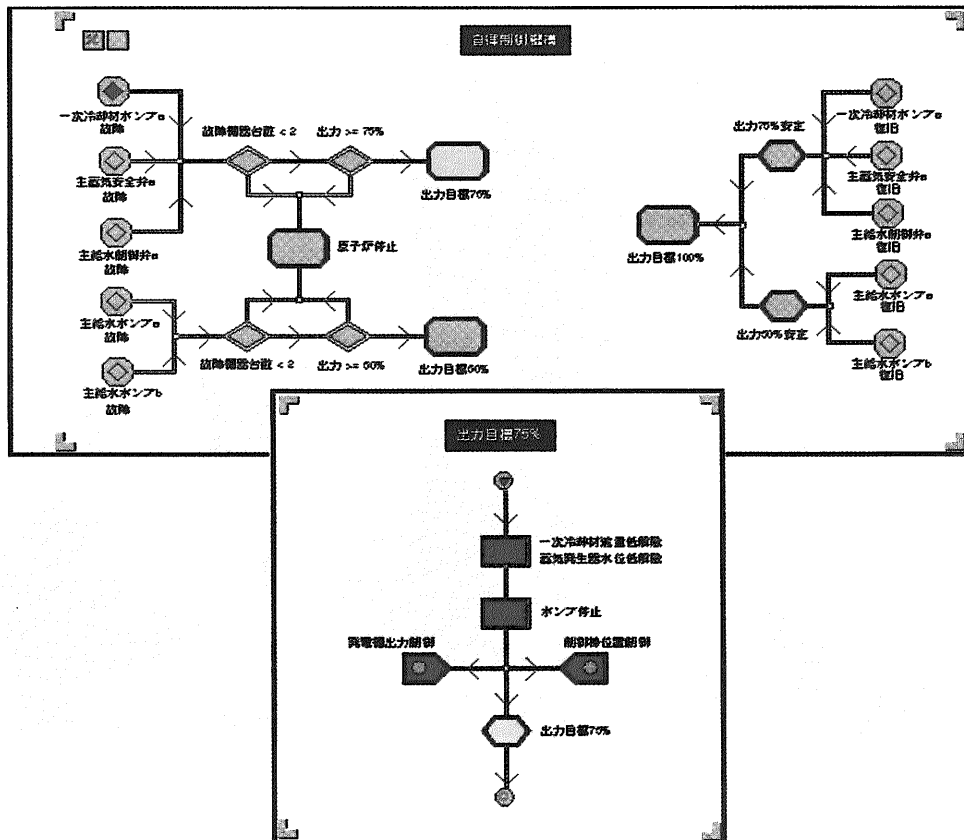 自律制御機構
一次冷却材ポンプa
故障
主蒸気安全弁a
故障
主給水制御弁a
故障
主給水ポンプa
故障
主給水ポンプb
故障
故障機器台数 < 2
出力 >= 75%
出力目標75%
原子炉停止
故障機器台数 < 2
出力 >= 50%
出力目標50%
出力75%安定
出力目標100%
出力50%安定
一次冷却材ポンプa
復旧
主蒸気安全弁a
復旧
主給水制御弁a
復旧
主給水ポンプa
復旧
主給水ポンプb
復旧
出力目標75%
一次冷却材流量低解除
蒸気発生器水位低解除
ポンプ停止
発電機出力制御
制御棒位置制御
出力目標75%